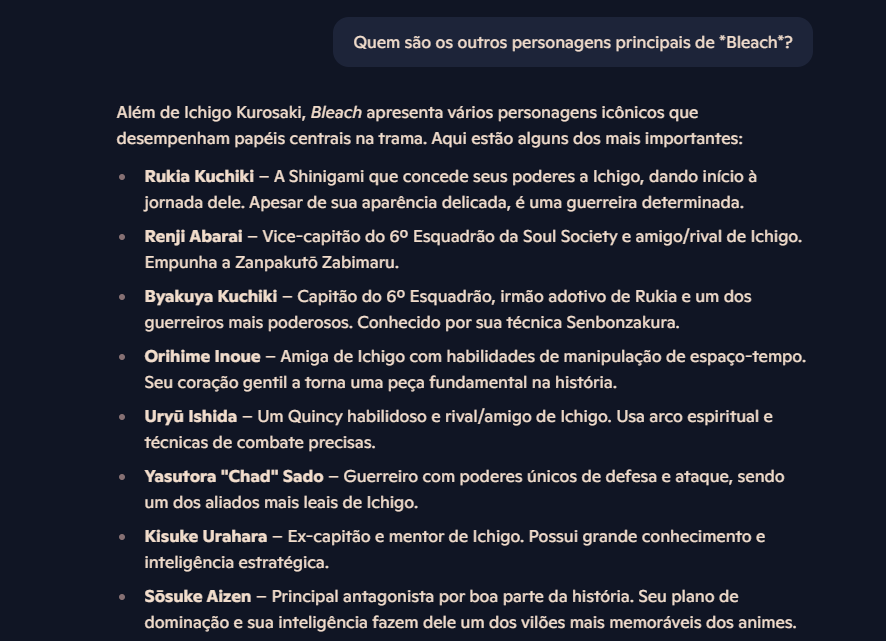 Quem são os outros personagens principais de *Bleach*?
Além de Ichigo Kurosaki, Bleach apresenta vários personagens icônicos que
desempenham papéis centrais na trama. Aqui estão alguns dos mais importantes:
• Rukia Kuchiki – A Shinigami que concede seus poderes a Ichigo, dando início à
jornada dele. Apesar de sua aparência delicada, é uma guerreira determinada.
• Renji Abarai – Vice-capitão do 6º Esquadrão da Soul Society e amigo/rival de Ichigo.
Empunha a Zanpakutō Zabimaru.
• Byakuya Kuchiki – Capitão do 6º Esquadrão, irmão adotivo de Rukia e um dos
guerreiros mais poderosos. Conhecido por sua técnica Senbonzakura.
• Orihime Inoue – Amiga de Ichigo com habilidades de manipulação de espaço-tempo.
Seu coração gentil a torna uma peça fundamental na história.
• Uryū Ishida – Um Quincy habilidoso e rival/amigo de Ichigo. Usa arco espiritual e
técnicas de combate precisas.
• Yasutora "Chad" Sado – Guerreiro com poderes únicos de defesa e ataque, sendo
um dos aliados mais leais de Ichigo.
• Kisuke Urahara – Ex-capitão e mentor de Ichigo. Possui grande conhecimento e
inteligência estratégica.
• Sōsuke Aizen – Principal antagonista por boa parte da história. Seu plano de
dominação e sua inteligência fazem dele um dos vilões mais memoráveis dos animes.